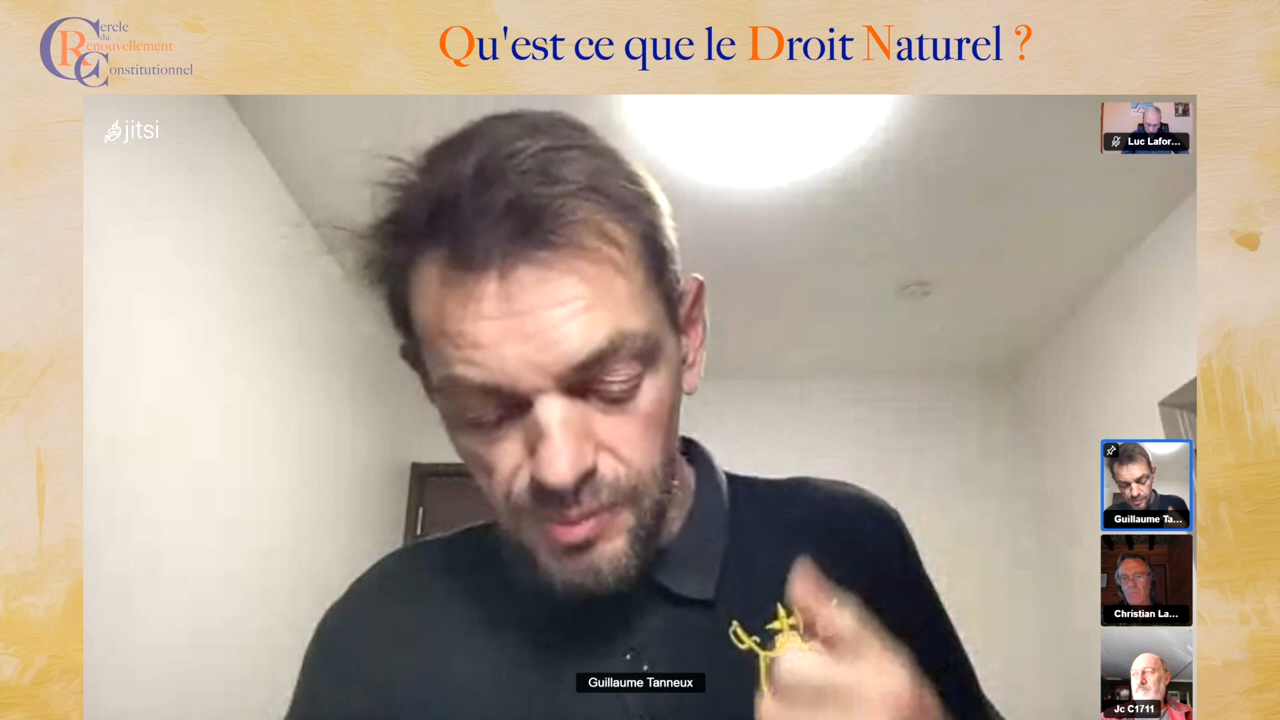 Cercle
du
Renouvellement
Constitutionnel
Qu'est ce que le Droit Naturel ?
jitsi
Luc Lafor...
Guillaume Ta...
Christian La...
Jc C1711
Guillaume Tanneux